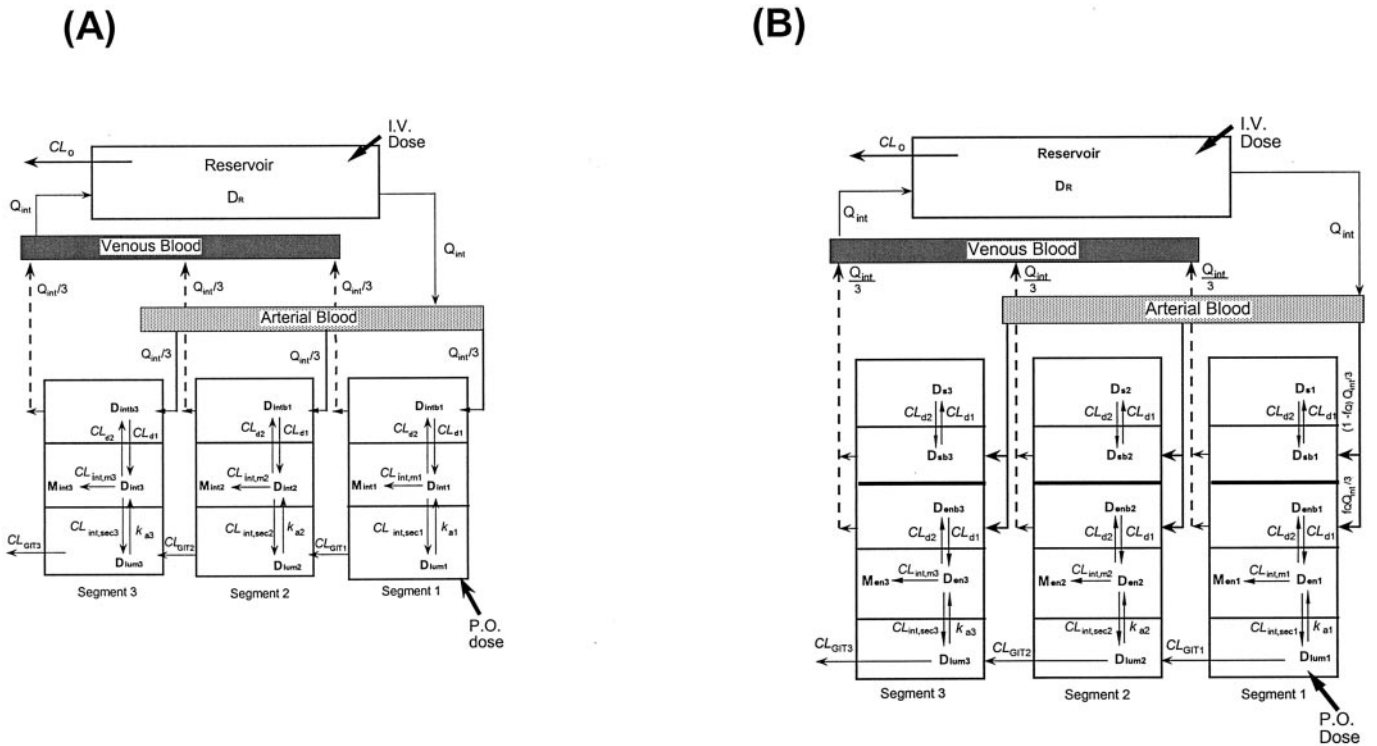 (A)
I.V.
Dose
CLo
Reservoir
DR
Qint
Qint
Venous Blood
Qint/3
Qint/3
Qint/3
Arterial Blood
Qint/3
Qint/3
Qint/3
Dintb3
Dintb1
Dintb1
CLd2
CLd1
CLd2
CLd1
CLd2
CLd1
Mint3
CLint,m3
Dint3
Mint2
CLint,m2
Dint2
Mint1
CLint,m1
Dint1
CLint,sec3
ka3
CLint,sec2
ka2
CLint,sec1
ka1
CLGIT3
CLGIT2
CLGIT1
Dlum3
Dlum2
Dlum1
Segment 3
Segment 2
Segment 1
P.O.
dose
(B)
I.V.
Dose
CLo
Reservoir
DR
Qint
Qint
Venous Blood
Qint
3
Qint
3
Qint
3
Arterial Blood
Ds3
Ds2
Ds1
CLd2
CLd1
CLd2
CLd1
CLd2
CLd1
(1 -fQ) Qint/3
Dsb3
Dsb2
Dsb1
fQQint/3
Denb3
Denb2
Denb1
CLd2
CLd1
CLd2
CLd1
CLd2
CLd1
Men3
CLint,m3
Den3
Men2
CLint,m2
Den2
Men1
CLint,m1
Den1
CLint,sec3
ka3
CLint,sec2
ka2
CLint,sec1
ka1
CLGIT3
CLGIT2
CLGIT1
Dlum3
Dlum2
Dlum1
Segment 3
Segment 2
Segment 1
P.O.
Dose